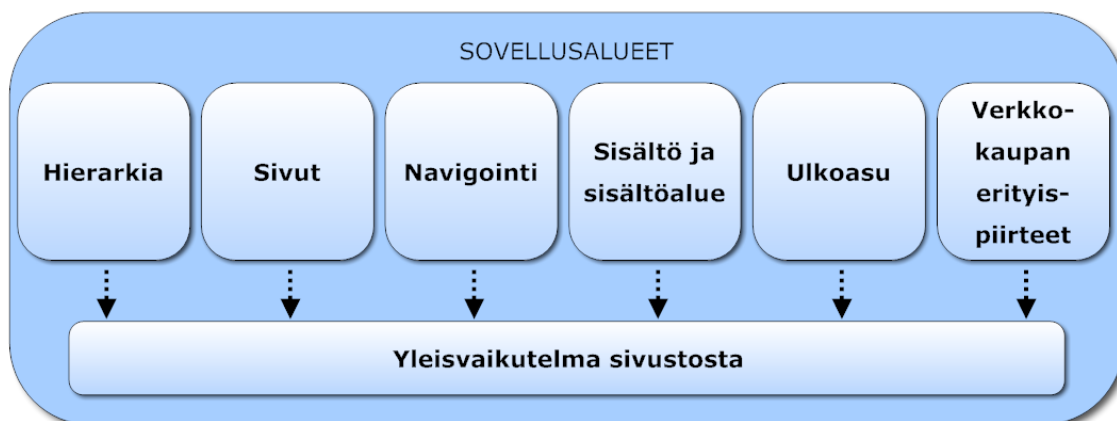 SOVELLUSALUEET
Hierarkia
Sivut
Navigointi
Sisältö ja
sisältöalue
Ulkoasu
Verkko-
kaupan
erityis-
piirteet
Yleisvaikutelma sivustosta